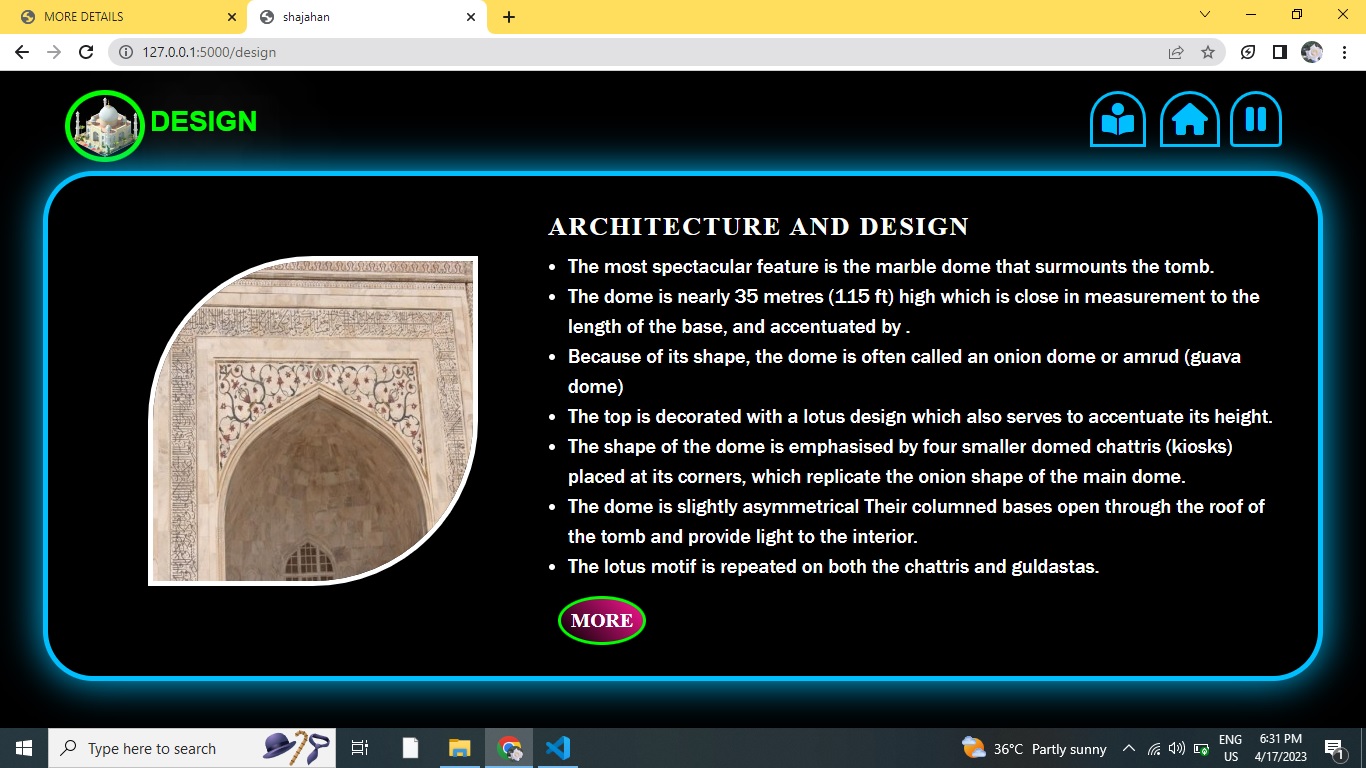 MORE DETAILS
shajahan
127.0.0.1:5000/design
DESIGN
ARCHITECTURE AND DESIGN
• The most spectacular feature is the marble dome that surmounts the tomb.
• The dome is nearly 35 metres (115 ft) high which is close in measurement to the
length of the base, and accentuated by .
• Because of its shape, the dome is often called an onion dome or amrud (guava
dome)
• The top is decorated with a lotus design which also serves to accentuate its height.
• The shape of the dome is emphasised by four smaller domed chattris (kiosks)
placed at its corners, which replicate the onion shape of the main dome.
• The dome is slightly asymmetrical Their columned bases open through the roof of
the tomb and provide light to the interior.
• The lotus motif is repeated on both the chattris and guldastas.
MORE
Type here to search
36°C Partly sunny
ENG
US
6:31 PM
4/17/2023
1